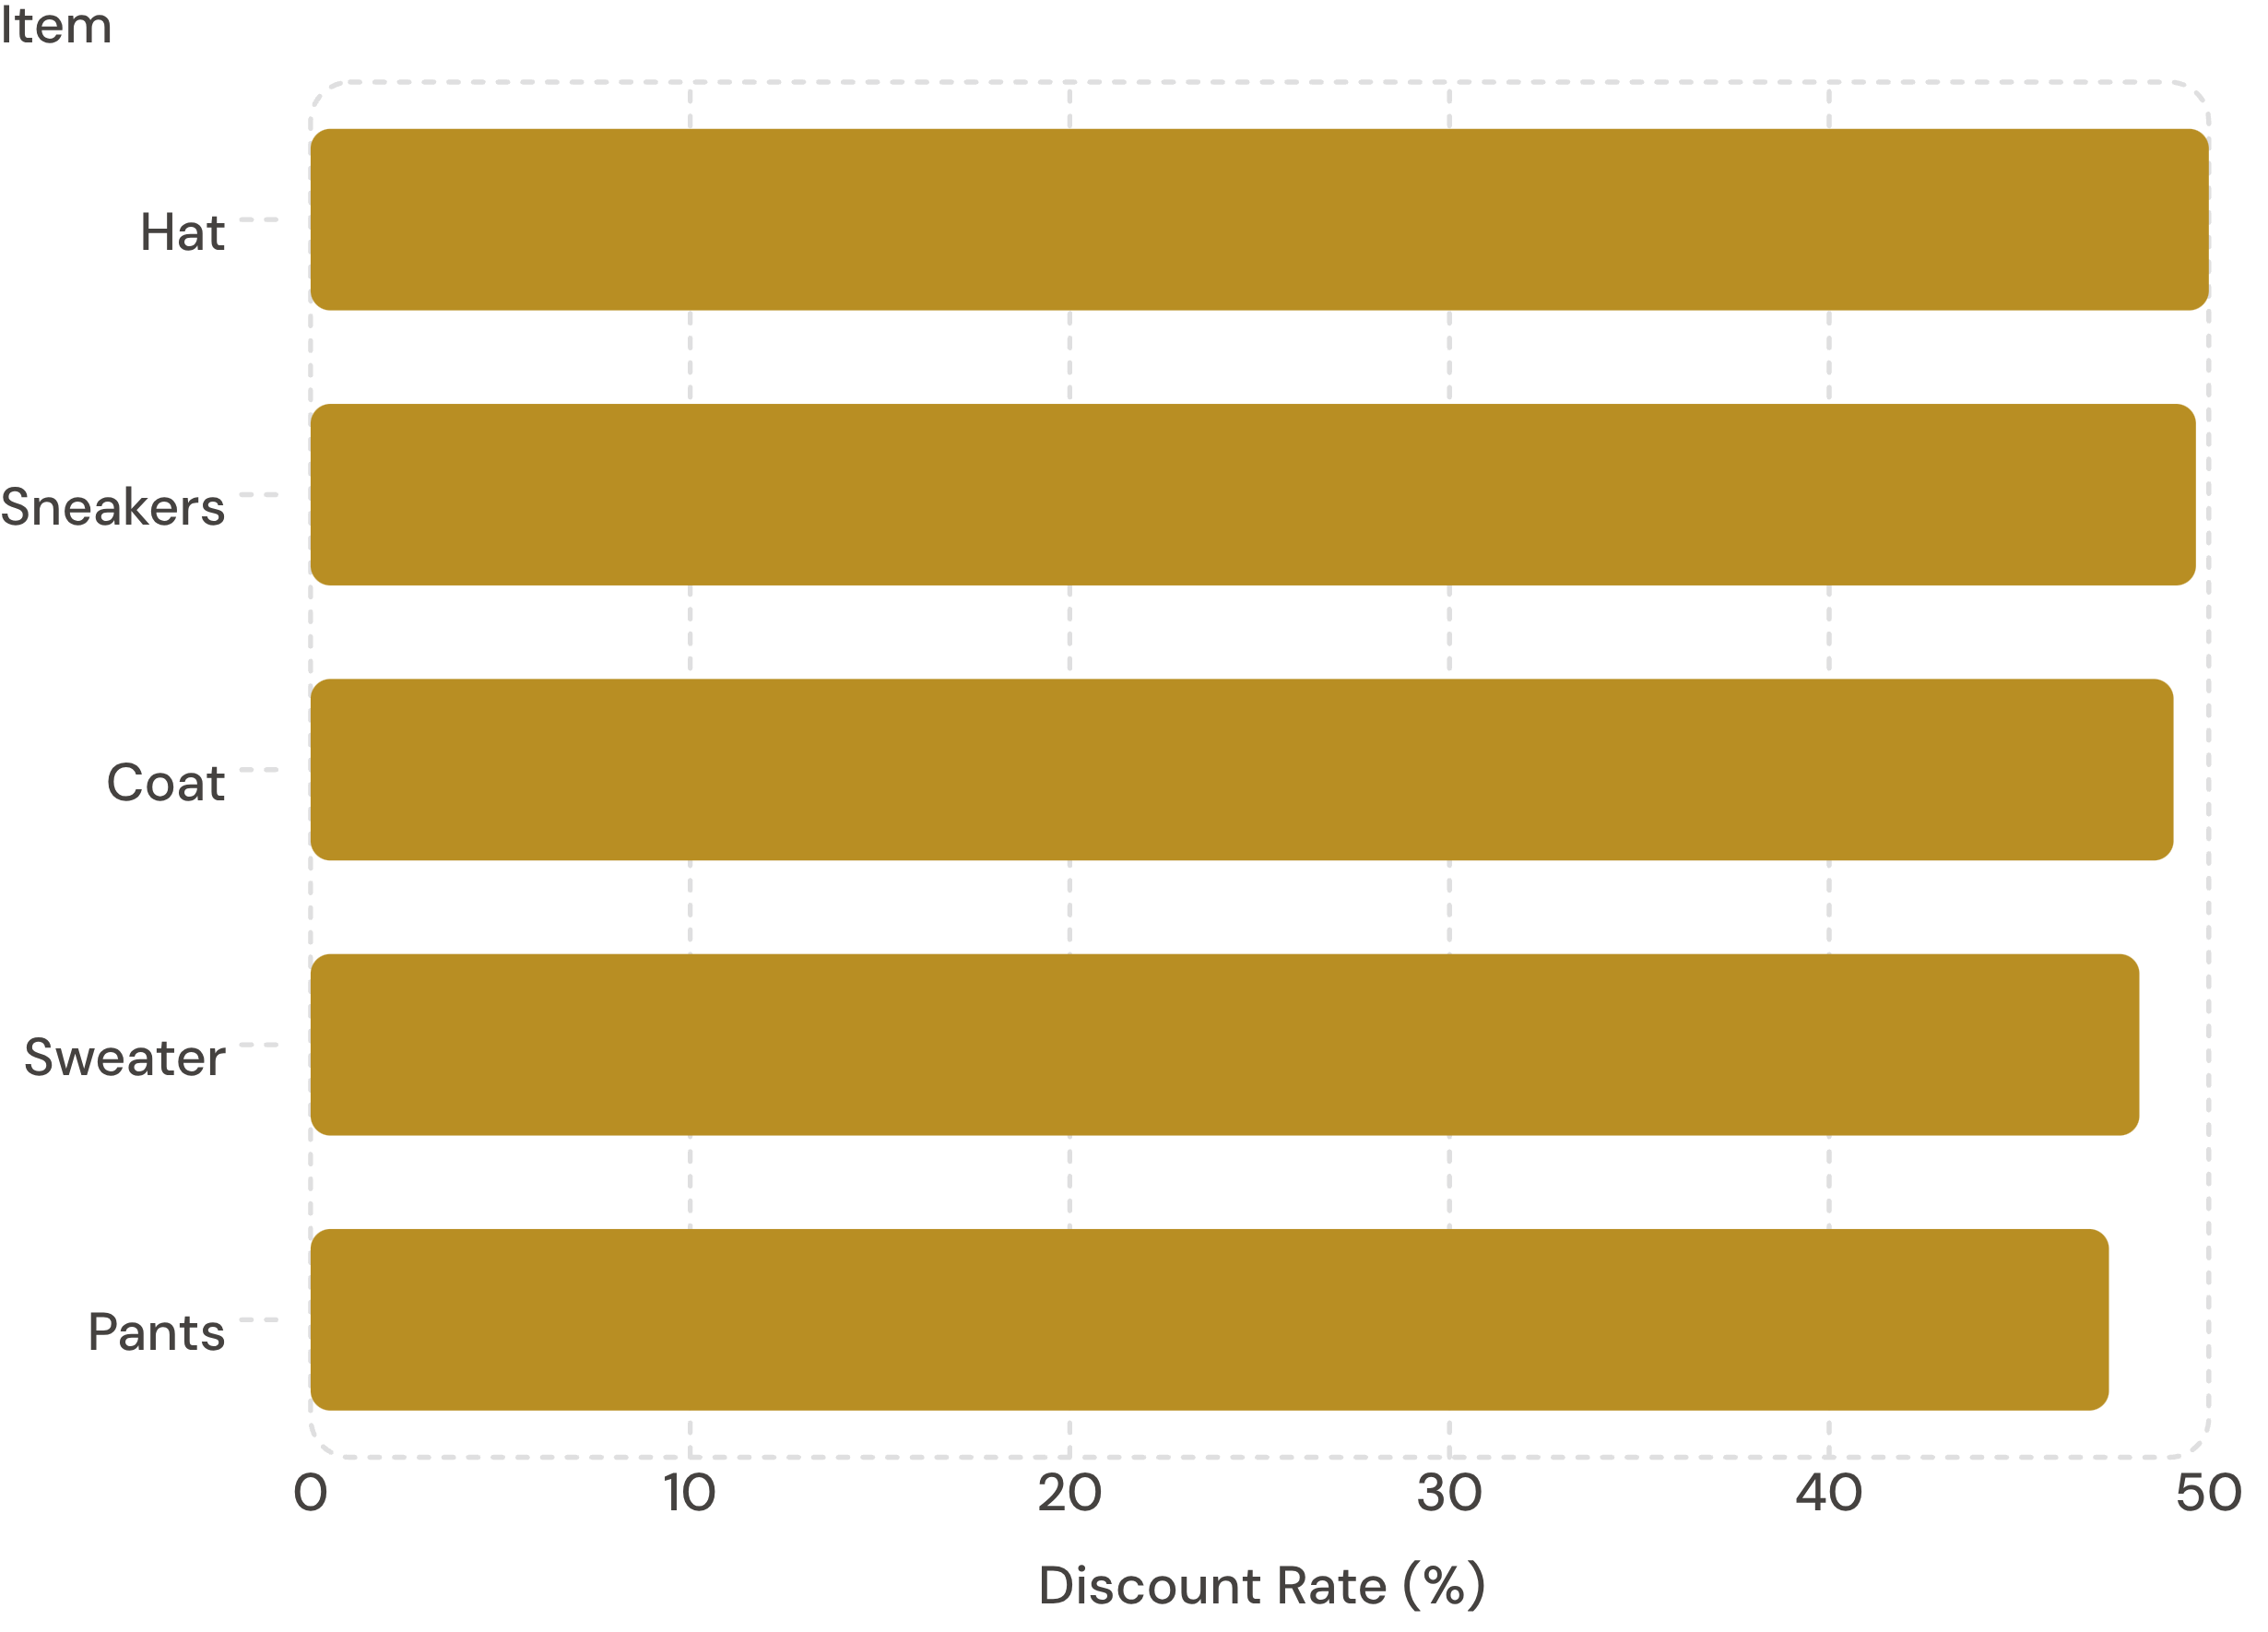 Item
Hat
Sneakers
Coat
Sweater
Pants
0 10 20 30 40 50
Discount Rate (%)